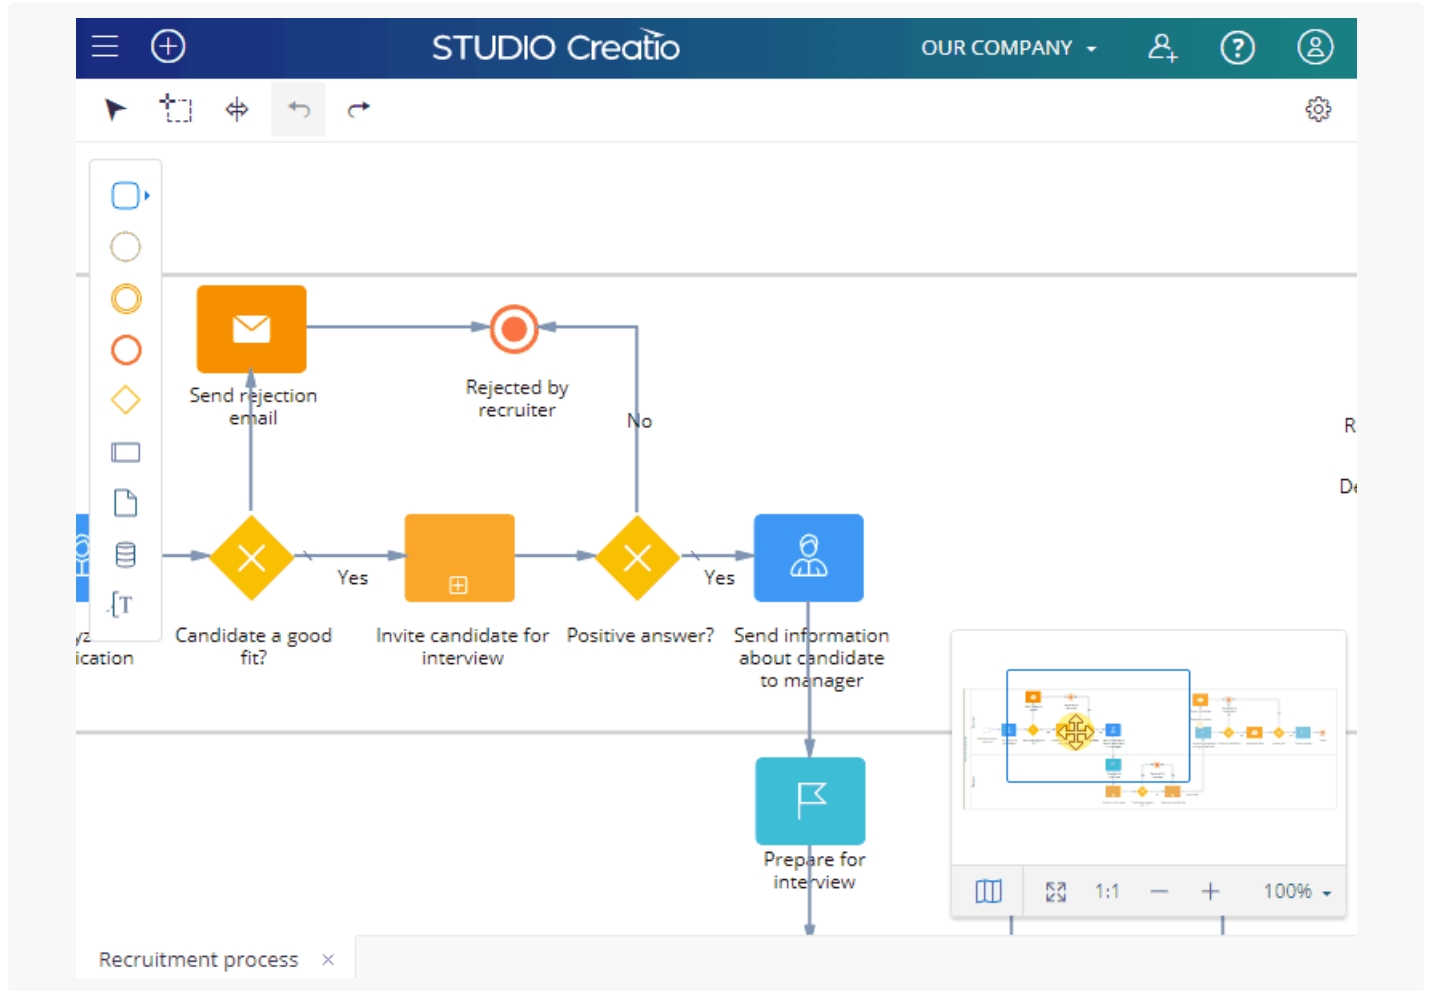 STUDIO Creatio
OUR COMPANY
Send rejection
email
Rejected by
recruiter
No
R
De
Yes
Yes
ication
Candidate a good
fit?
Invite candidate for
interview
Positive answer?
Send information
about candidate
to manager
Prepare for
interview
1:1
100%
Recruitment process